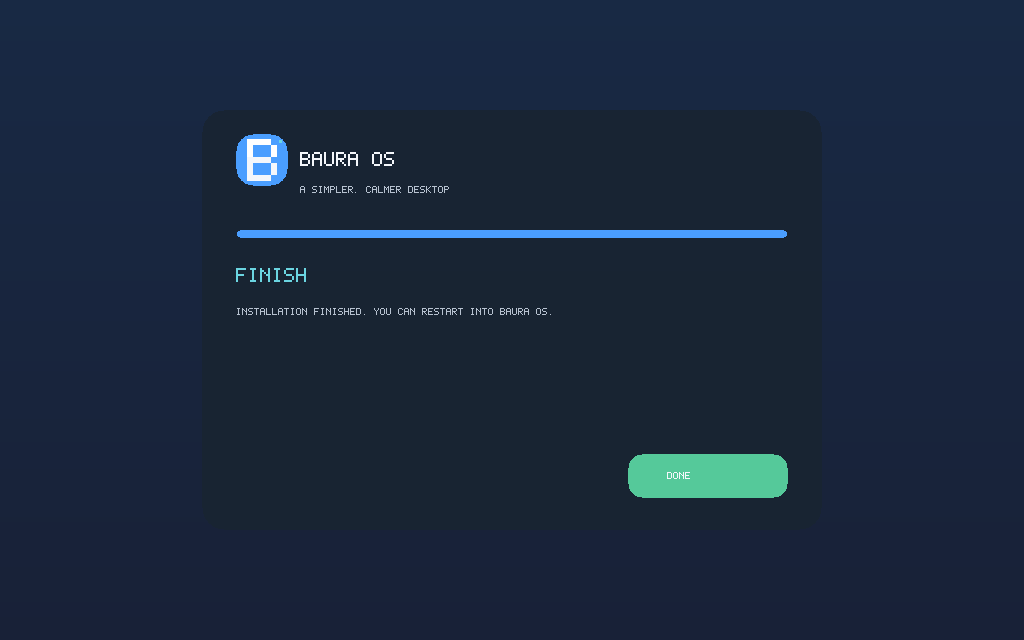 B
BAURA OS
A SIMPLER. CALMER DESKTOP
FINISH
INSTALLATION FINISHED. YOU CAN RESTART INTO BAURA OS.
DONE